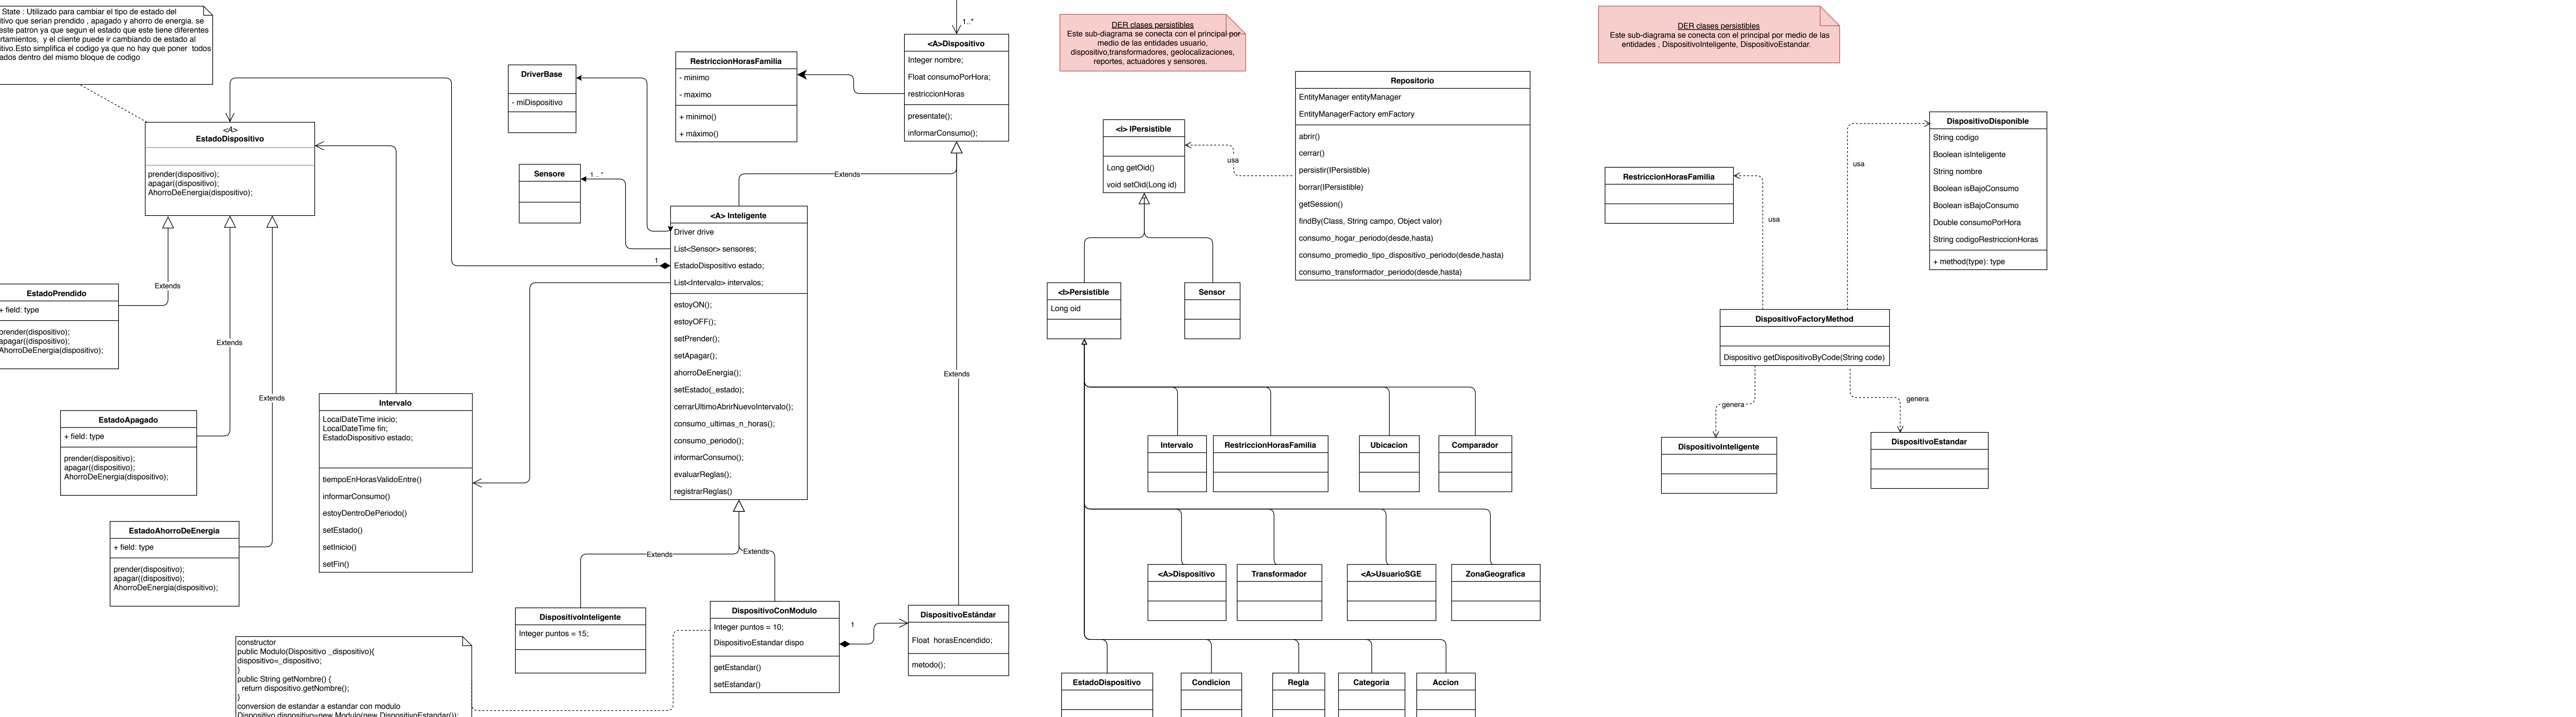 State : Utilizado para cambiar el tipo de estado del
itivo que serian prendido , apagado y ahorro de energia. se
este patron ya que segun el estado que este tiene diferentes
rtamientos, y el cliente puede ir cambiando de estado al
itivo.Esto simplifica el codigo ya que no hay que poner todos
ados dentro del mismo bloque de codigo
<A>
EstadoDispositivo
prender(dispositivo);
apagar((dispositivo);
AhorroDeEnergia(dispositivo);
Extends
Extends
Extends
EstadoPrendido
+ field: type
prender(dispositivo);
apagar((dispositivo);
AhorroDeEnergia(dispositivo);
EstadoApagado
+ field: type
prender(dispositivo);
apagar((dispositivo);
AhorroDeEnergia(dispositivo);
EstadoAhorroDeEnergia
+ field: type
prender(dispositivo);
apagar((dispositivo);
AhorroDeEnergia(dispositivo);
Intervalo
LocalDateTime inicio;
LocalDateTime fin;
EstadoDispositivo estado;
tiempoEnHorasValidoEntre()
informarConsumo()
estoyDentroDePeriodo()
setEstado()
setInicio()
setFin()
constructor
public Modulo(Dispositivo _dispositivo){
dispositivo=_dispositivo;
}
public String getNombre() {
return dispositivo.getNombre();
}
conversion de estandar a estandar con modulo
Dispositivo dispositivo=new Modulo(new DispositivoEstandar());
DriverBase
- miDispositivo
Sensore
1 .. *
RestriccionHorasFamilia
- minimo
- maximo
+ minimo()
+ máximo()
1..*
<A>Dispositivo
Integer nombre;
Float consumoPorHora;
restriccionHoras
presentate();
informarConsumo();
Extends
<A> Inteligente
Driver drive
List<Sensor> sensores;
1
EstadoDispositivo estado;
List<Intervalo> intervalos;
estoyON();
estoyOFF();
setPrender();
setApagar();
ahorroDeEnergia();
setEstado(_estado);
cerrarUltimoAbrirNuevoIntervalo();
consumo_ultimas_n_horas();
consumo_periodo();
informarConsumo();
evaluarReglas();
registrarReglas()
Extends
Extends
Extends
DispositivoInteligente
Integer puntos = 15;
DispositivoConModulo
Integer puntos = 10;
DispositivoEstandar dispo
getEstandar()
setEstandar()
1
DispositivoEstándar
Float horasEncendido;
metodo();
DER clases persistibles
Este sub-diagrama se conecta con el principal por
medio de las entidades usuario,
dispositivo,transformadores, geolocalizaciones,
reportes, actuadores y sensores.
<i> IPersistible
Long getOid()
void setOid(Long id)
usa
Repositorio
EntityManager entityManager
EntityManagerFactory emFactory
abrir()
cerrar()
persistir(IPersistible)
borrar(IPersistible)
getSession()
findBy(Class, String campo, Object valor)
consumo_hogar_periodo(desde,hasta)
consumo_promedio_tipo_dispositivo_periodo(desde,hasta)
consumo_transformador_periodo(desde,hasta)
<I>Persistible
Long oid
Sensor
Intervalo
RestriccionHorasFamilia
Ubicacion
Comparador
<A>Dispositivo
Transformador
<A>UsuarioSGE
ZonaGeografica
EstadoDispositivo
Condicion
Regla
Categoria
Accion
DER clases persistibles
Este sub-diagrama se conecta con el principal por medio de las
entidades , DispositivoInteligente, DispositivoEstandar.
RestriccionHorasFamilia
usa
usa
DispositivoDisponible
String codigo
Boolean isInteligente
String nombre
Boolean isBajoConsumo
Boolean isBajoConsumo
Double consumoPorHora
String codigoRestriccionHoras
+ method(type): type
DispositivoFactoryMethod
Dispositivo getDispositivoByCode(String code)
genera
genera
DispositivoInteligente
DispositivoEstandar